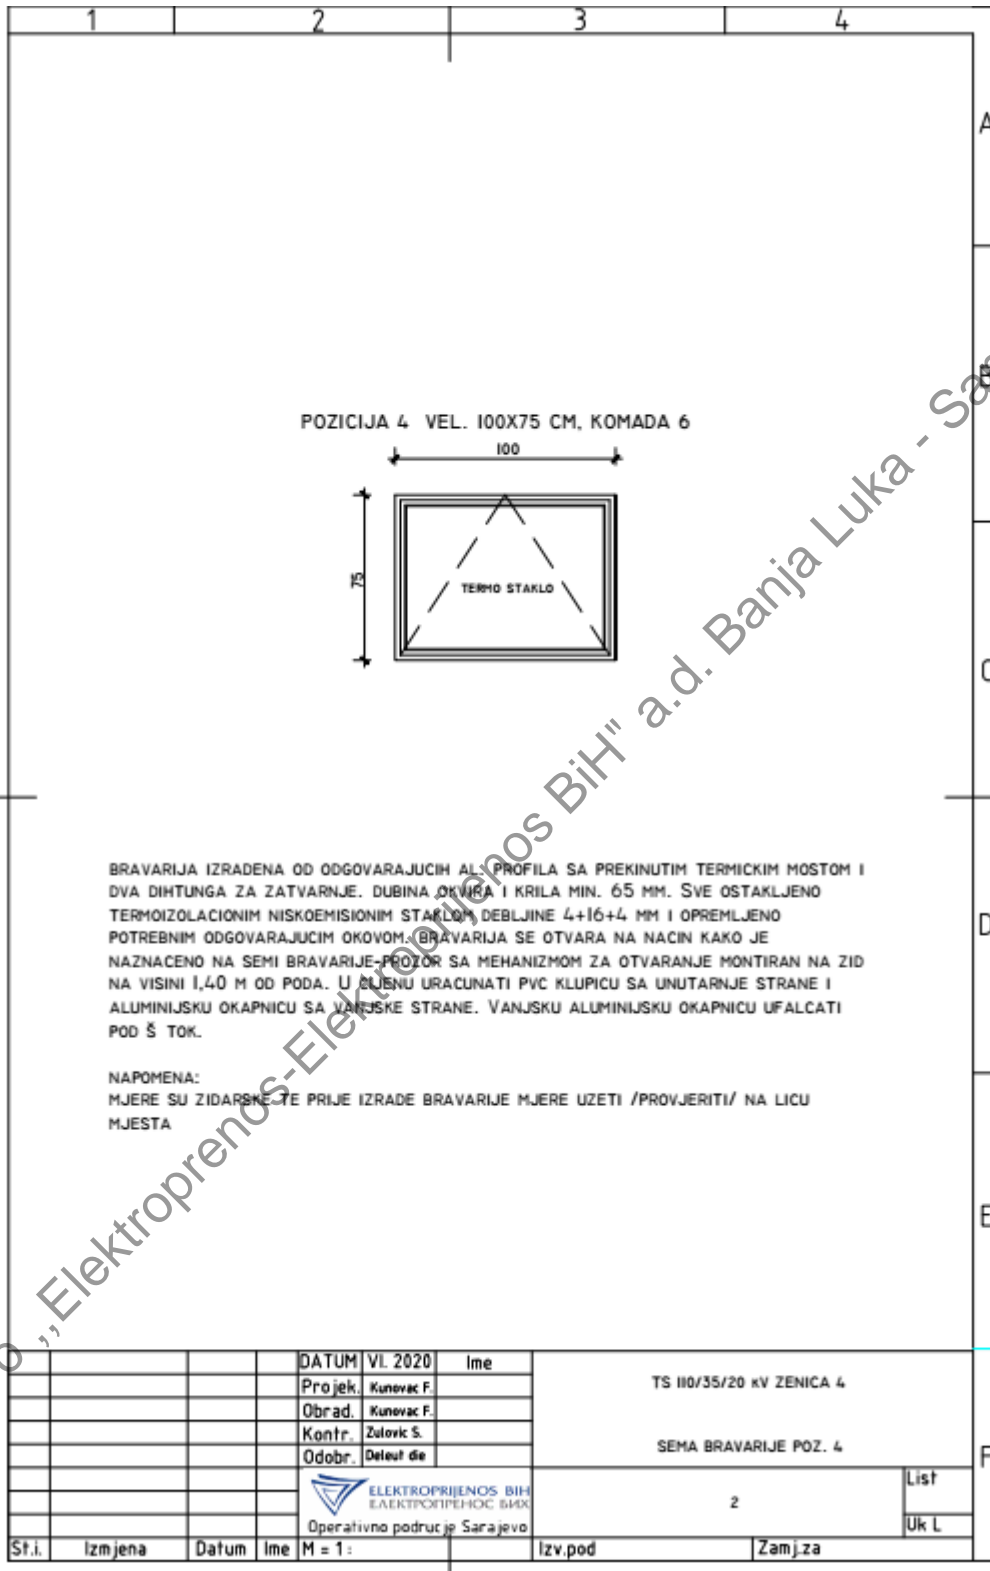 1 2 3 4
A
B
C
D
E
F
POZICIJA 4 VEL. 100X75 CM, KOMADA 6
100
75
TERMO STAKLO
BRAVARIJA IZRADENA OD ODGOVARAJUCIH AL. PROFILA SA PREKINUTIM TERMICKIM MOSTOM I
DVA DIHTUNGA ZA ZATVARNJE. DUBINA OKVIRA I KRILA MIN. 65 MM. SVE OSTAKLJENO
TERMOIZOLACIONIM NISKOEMISIONIM STAKLOM DEBLJINE 4+16+4 MM I OPREMLJENO
POTREBNIM ODGOVARAJUCIM OKOVOM. BRAVARIJA SE OTVARA NA NACIN KAKO JE
NAZNACENO NA SEMI BRAVARIJE-PROZOR SA MEHANIZMOM ZA OTVARANJE MONTIRAN NA ZID
NA VISINI 1,40 M OD PODA. U CIJENU URACUNATI PVC KLUPICU SA UNUTARNJE STRANE I
ALUMINIJSKU OKAPNICU SA VANJSKE STRANE. VANJSKU ALUMINIJSKU OKAPNICU UFALCATI
POD Š TOK.
NAPOMENA:
MJERE SU ZIDARSKE TE PRIJE IZRADE BRAVARIJE MJERE UZETI /PROVJERITI/ NA LICU
MJESTA
„Elektroprenos-Elektroprijenos BiH" a.d. Banja Luka - Sa
DATUM VI. 2020 Ime
Projek. Kunovac F.
Obrad. Kunovac F.
Kontr. Zulovic S.
Odobr. Deleut die
TS 110/35/20 KV ZENICA 4
SEMA BRAVARIJE POZ. 4
ELEKTROPRIJENOS BIH
ЕЛЕКТРОПРЕНОС БИХ
Operativno podrucje Sarajevo
2
List
Uk L
St.i. Izmjena Datum Ime M = 1: Izv.pod Zamj.za